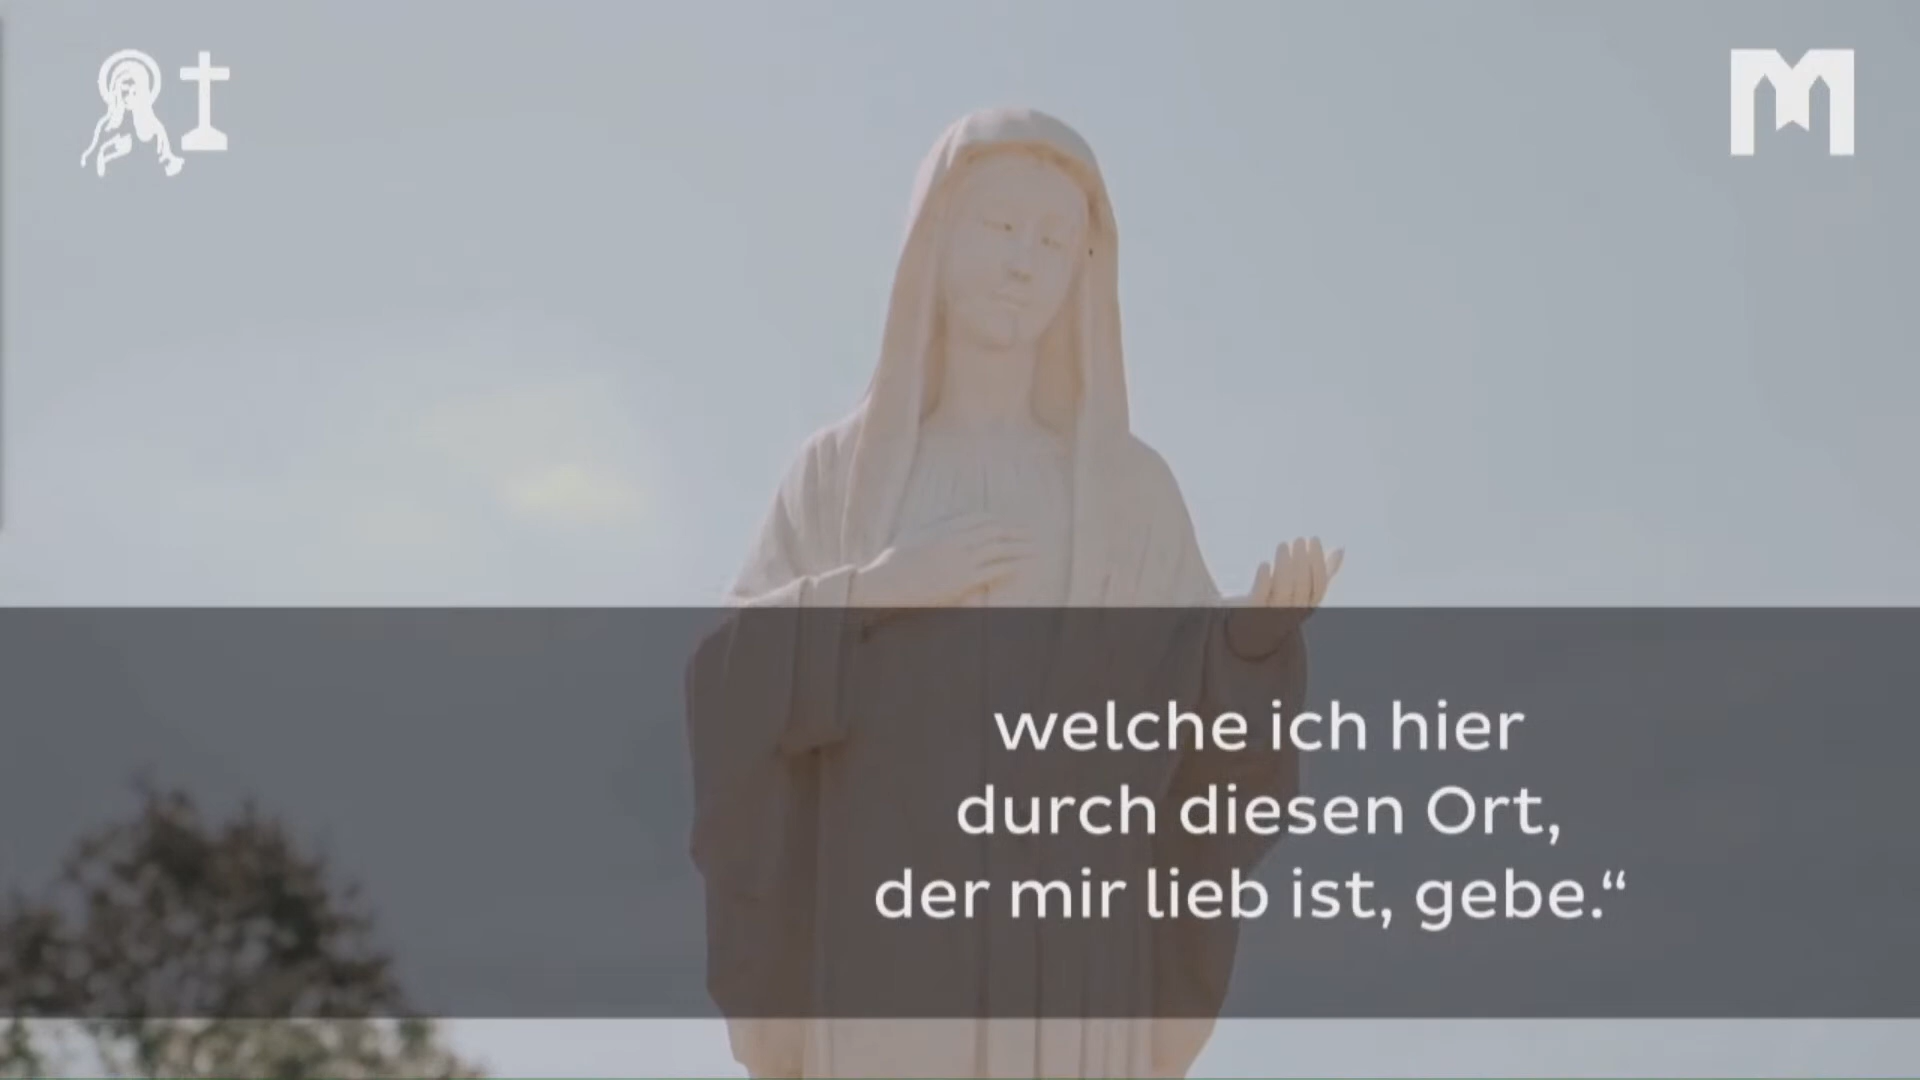 M
welche ich hier
durch diesen Ort,
der mir lieb ist, gebe.“